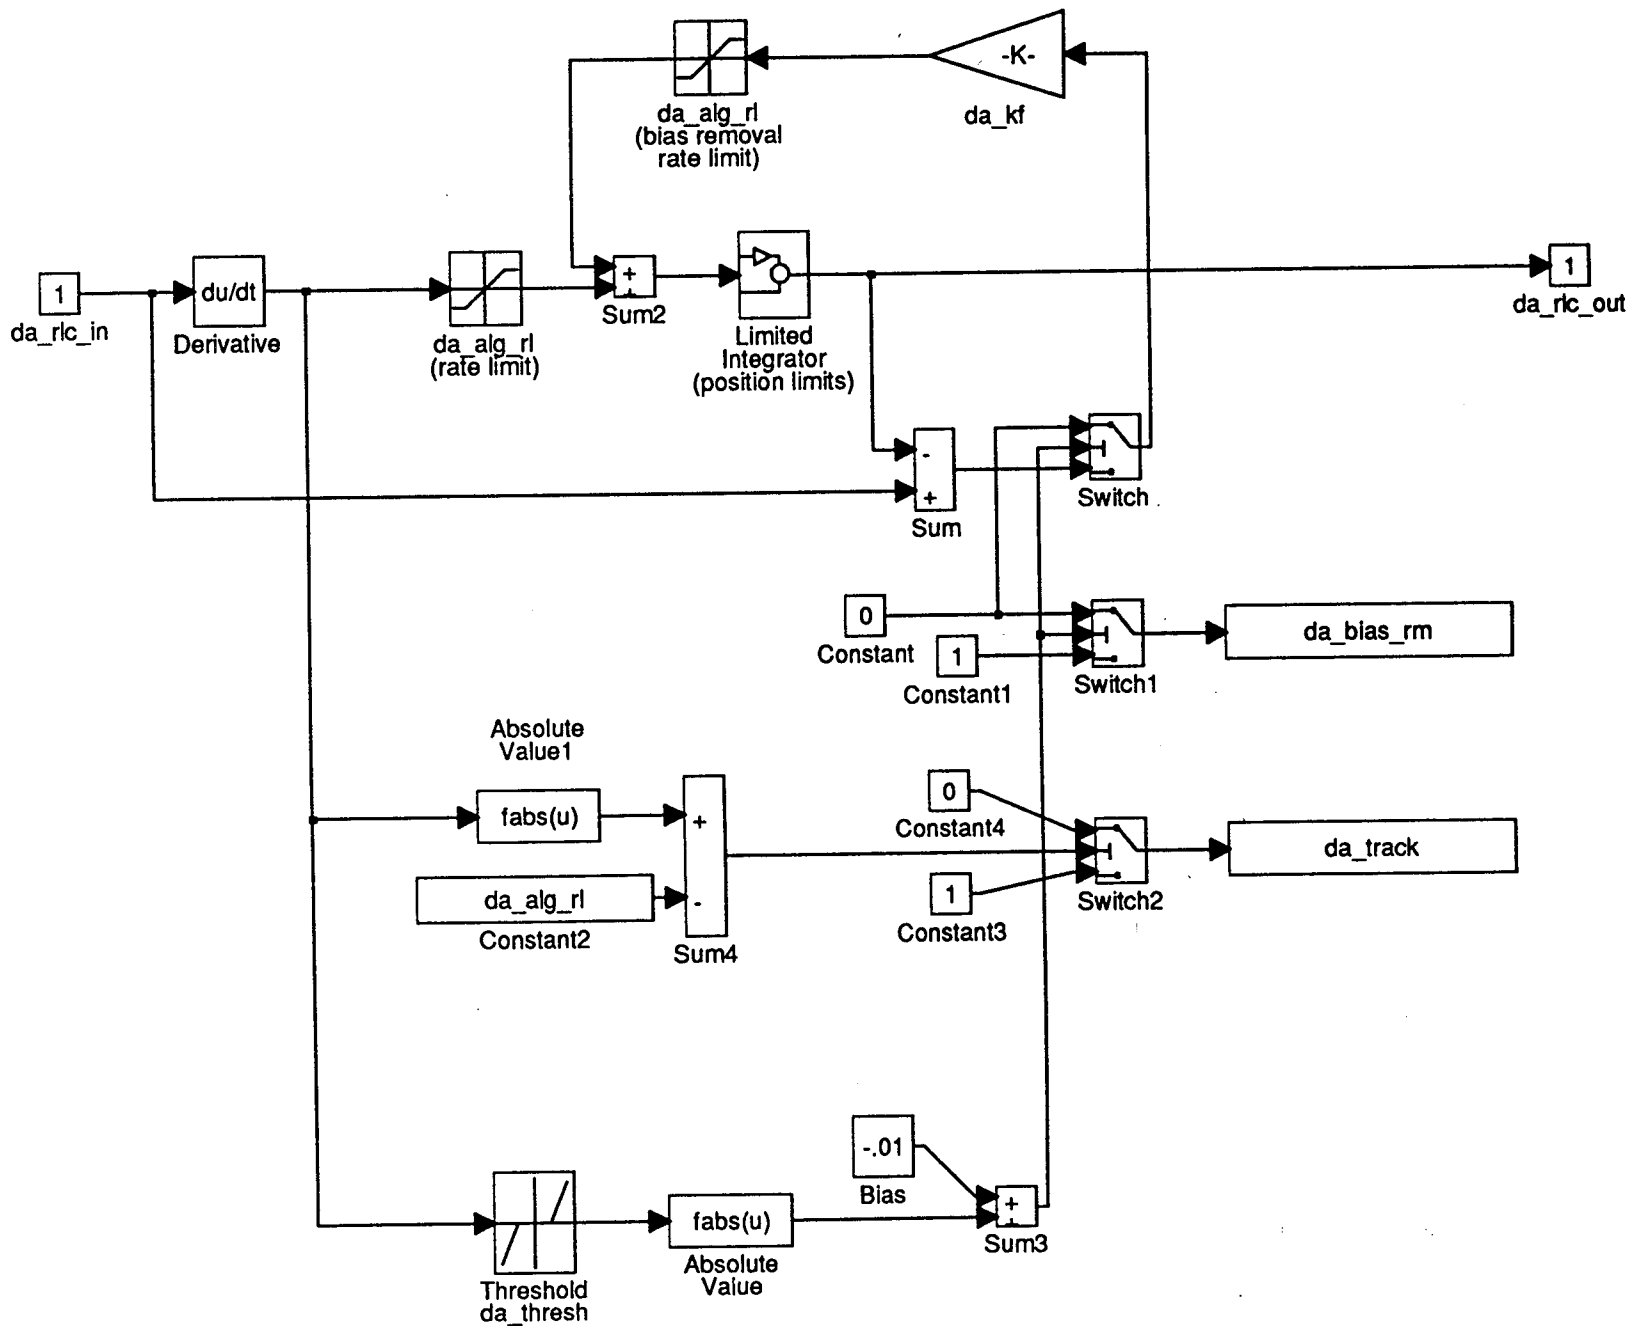 -K-
da_kf
da_alg_rl
(bias removal
rate limit)
1
da_rlc_in
du/dt
Derivative
da_alg_rl
(rate limit)
+
+
Sum2
Limited
Integrator
(position limits)
1
da_rlc_out
-
+
Sum
Switch
0
Constant
1
Constant1
Switch1
da_bias_rm
Absolute
Value1
fabs(u)
da_alg_rl
Constant2
+
-
Sum4
0
Constant4
1
Constant3
Switch2
da_track
Threshold
da_thresh
fabs(u)
Absolute
Value
-.01
Bias
+
+
Sum3